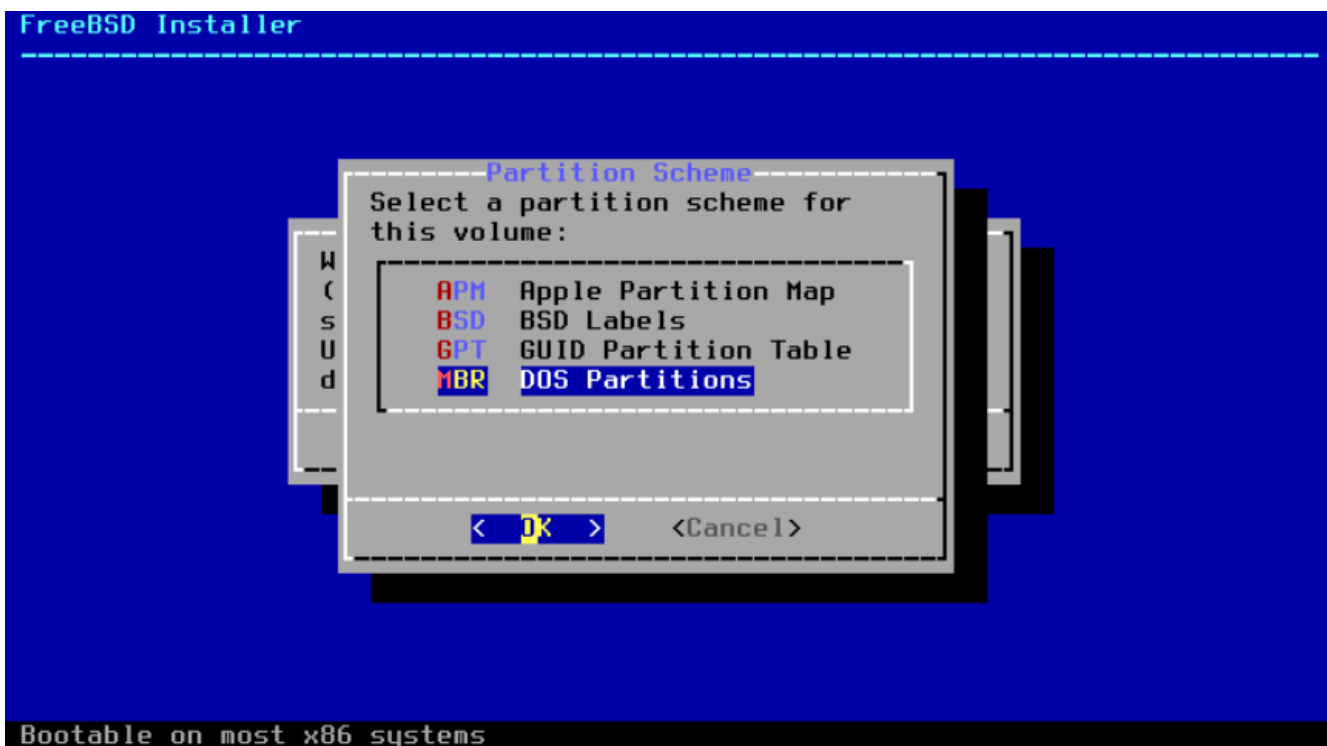 FreeBSD Installer
Partition Scheme
Select a partition scheme for
this volume:
W
(
s
U
d
APM Apple Partition Map
BSD BSD Labels
GPT GUID Partition Table
MBR DOS Partitions
< OK > <Cancel>
Bootable on most x86 systems